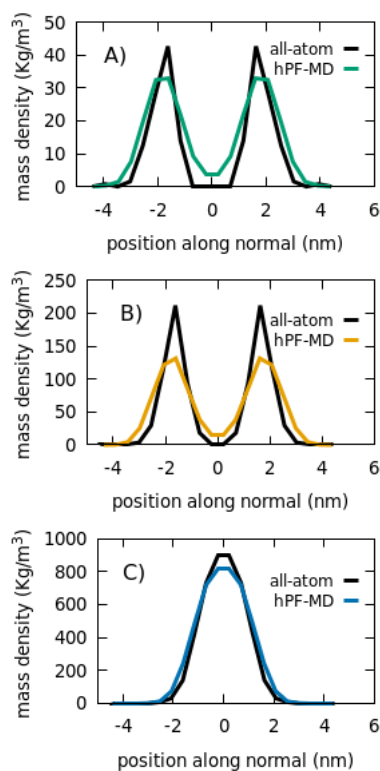 A)
all-atom
hPF-MD
mass density (Kg/m³)
50
40
30
20
10
0
-4 -2 0 2 4 6
position along normal (nm)
B)
all-atom
hPF-MD
mass density (Kg/m³)
250
200
150
100
50
0
-4 -2 0 2 4 6
position along normal (nm)
C)
all-atom
hPF-MD
mass density (Kg/m³)
1000
800
600
400
200
0
-4 -2 0 2 4 6
position along normal (nm)